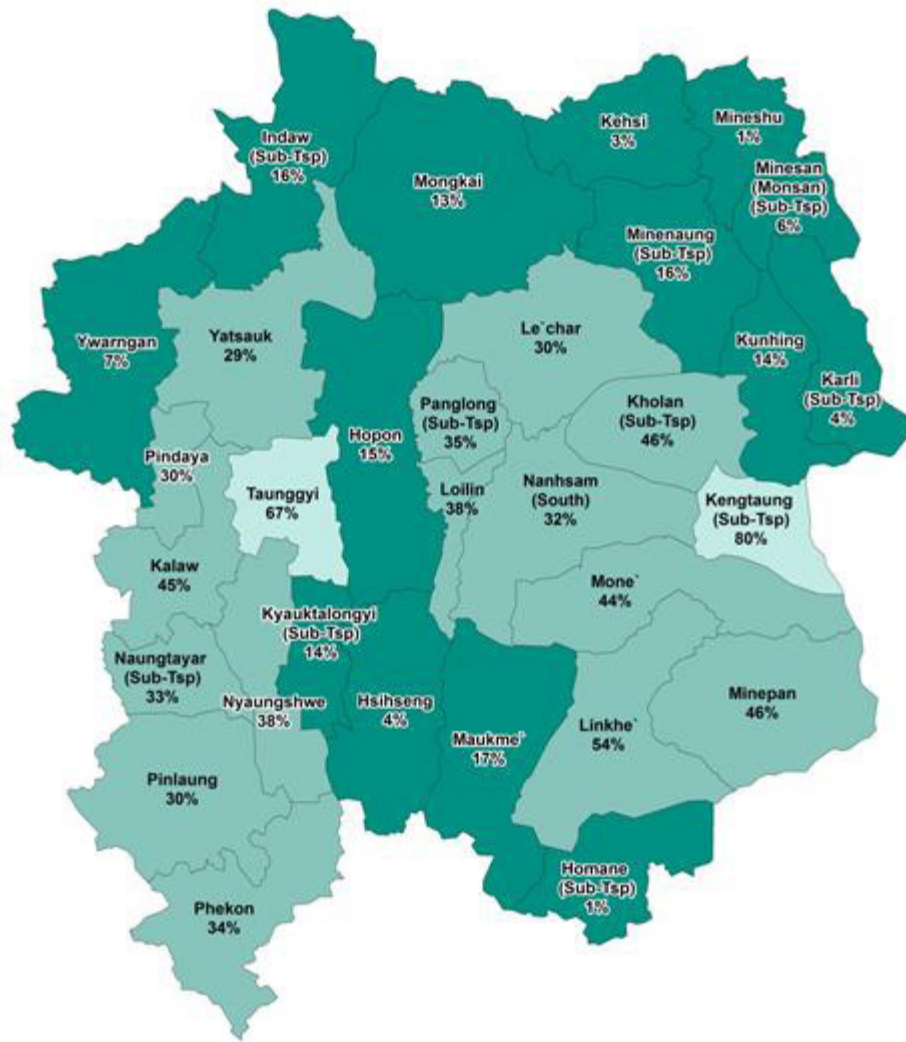 Kehsi
3%
Mineshu
1%
Indaw
(Sub-Tsp)
16%
Mongkai
13%
Minesan
(Monsan)
(Sub-Tsp)
6%
Minenaung
(Sub-Tsp)
16%
Ywarngan
7%
Yatsauk
29%
Le`char
30%
Kunhing
14%
Karli
(Sub-Tsp)
4%
Panglong
(Sub-Tsp)
35%
Kholan
(Sub-Tsp)
46%
Hopon
15%
Pindaya
30%
Taunggyi
67%
Loilin
38%
Nanhsam
(South)
32%
Kengtaung
(Sub-Tsp)
80%
Kalaw
45%
Mone`
44%
Kyauktalongyi
(Sub-Tsp)
14%
Naungtayar
(Sub-Tsp)
33%
Nyaungshwe
38%
Hsihseng
4%
Minepan
46%
Linkhe`
54%
Maukme`
17%
Pinlaung
30%
Homane
(Sub-Tsp)
1%
Phekon
34%